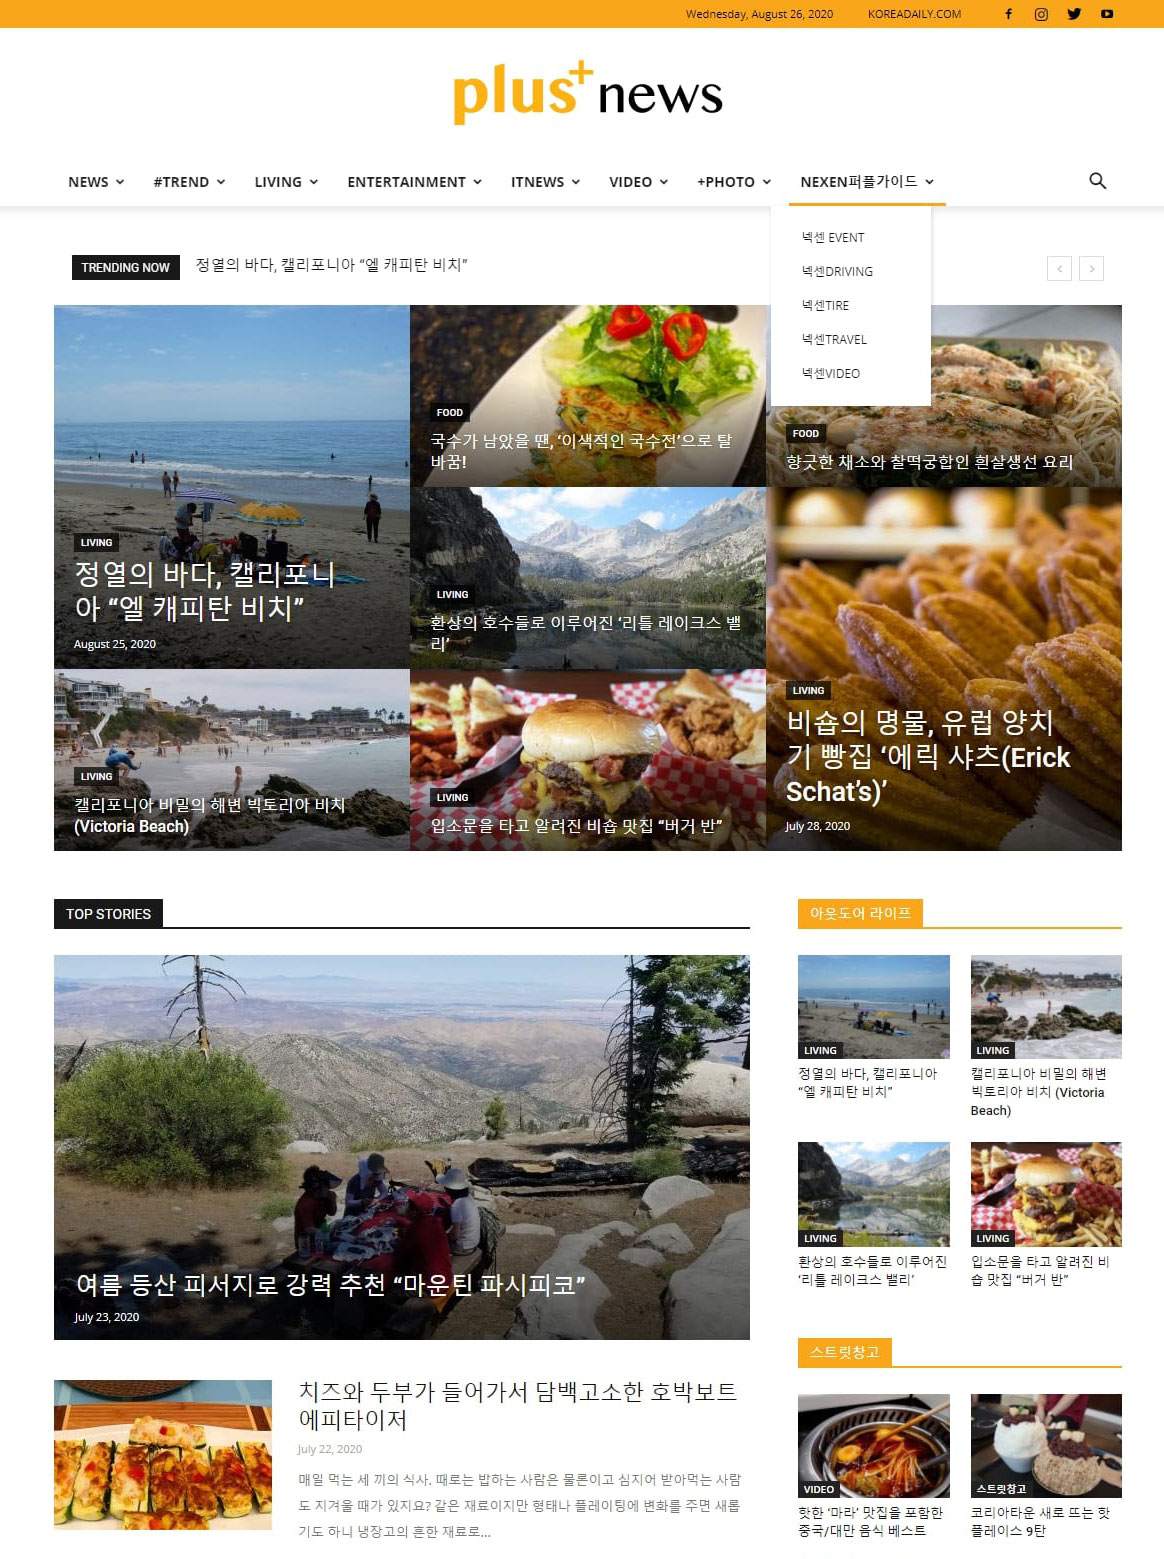 Wednesday, August 26, 2020 KOREADAILY.COM
plus+ news
NEWS #TREND LIVING ENTERTAINMENT ITNEWS VIDEO +PHOTO NEXEN퍼플가이드
넥센 EVENT
넥센DRIVING
넥센TIRE
넥센TRAVEL
넥센VIDEO
TRENDING NOW 정열의 바다, 캘리포니아 “엘 캐피탄 비치”
LIVING
정열의 바다, 캘리포니
아 “엘 캐피탄 비치”
August 25, 2020
FOOD
국수가 남았을 땐, ‘이색적인 국수전’으로 탈
바꿈!
FOOD
향긋한 채소와 찰떡궁합인 흰살생선 요리
LIVING
환상의 호수들로 이루어진 ‘리틀 레이크스 밸
리’
LIVING
비숍의 명물, 유럽 양치
기 빵집 ‘에릭 샤츠(Erick
Schat’s)’
July 28, 2020
LIVING
캘리포니아 비밀의 해변 빅토리아 비치
(Victoria Beach)
LIVING
입소문을 타고 알려진 비숍 맛집 “버거 반”
TOP STORIES
여름 등산 피서지로 강력 추천 “마운틴 파시피코”
July 23, 2020
치즈와 두부가 들어가서 담백고소한 호박보트
에피타이저
July 22, 2020
매일 먹는 세 끼의 식사. 때로는 밥하는 사람은 물론이고 심지어 받아먹는 사람
도 지겨울 때가 있지요? 같은 재료이지만 형태나 플레이팅에 변화를 주면 새롭
기도 하니 냉장고의 흔한 재료로...
아웃도어 라이프
LIVING
정열의 바다, 캘리포니아
“엘 캐피탄 비치”
LIVING
캘리포니아 비밀의 해변
빅토리아 비치 (Victoria
Beach)
LIVING
환상의 호수들로 이루어진
‘리틀 레이크스 밸리’
LIVING
입소문을 타고 알려진 비
숍 맛집 “버거 반”
스트릿창고
VIDEO
핫한 ‘마라’ 맛집을 포함한
중국/대만 음식 베스트
스트릿창고
코리아타운 새로 뜨는 핫
플레이스 9탄